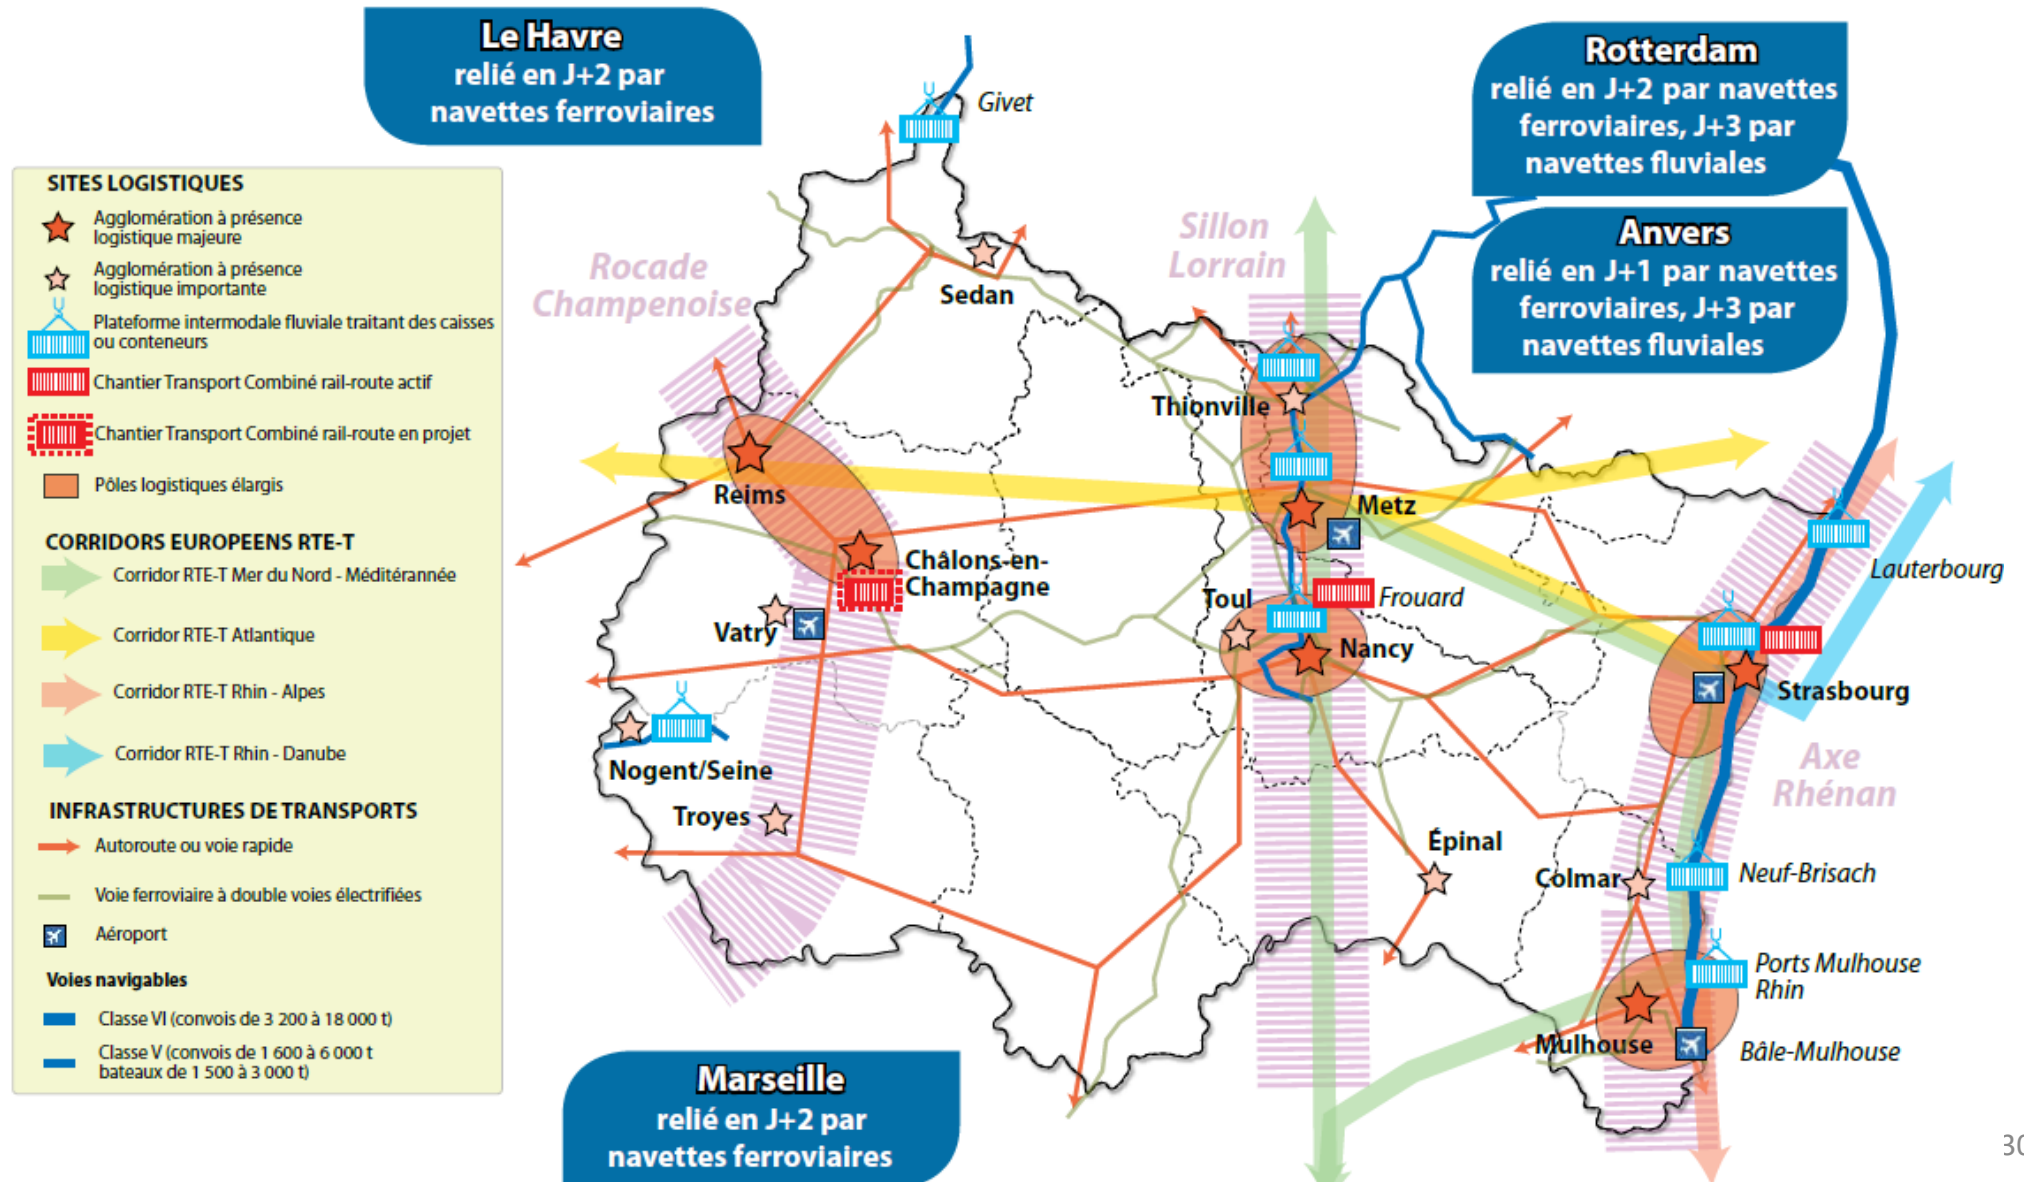 Le Havre
relié en J+2 par
navettes ferroviaires
Rotterdam
relié en J+2 par navettes
ferroviaires, J+3 par
navettes fluviales
Anvers
relié en J+1 par navettes
ferroviaires, J+3 par
navettes fluviales
SITES LOGISTIQUES
Agglomération à présence
logistique majeure
Agglomération à présence
logistique importante
Plateforme intermodale fluviale traitant des caisses
ou conteneurs
Chantier Transport Combiné rail-route actif
Chantier Transport Combiné rail-route en projet
Pôles logistiques élargis
CORRIDORS EUROPEENS RTE-T
Corridor RTE-T Mer du Nord - Méditérannée
Corridor RTE-T Atlantique
Corridor RTE-T Rhin - Alpes
Corridor RTE-T Rhin - Danube
INFRASTRUCTURES DE TRANSPORTS
Autoroute ou voie rapide
Voie ferroviaire à double voies électrifiées
Aéroport
Voies navigables
Classe VI (convois de 3 200 à 18 000 t)
Classe V (convois de 1 600 à 6 000 t
bateaux de 1 500 à 3 000 t)
Givet
Sillon
Lorrain
Rocade
Champenoise
Sedan
Thionville
Reims
Metz
Châlons-en-
Champagne
Lauterbourg
Toul
Frouard
Vatry
Nancy
Strasbourg
Nogent/Seine
Axe
Rhénan
Troyes
Épinal
Colmar
Neuf-Brisach
Ports Mulhouse
Rhin
Mulhouse
Bâle-Mulhouse
Marseille
relié en J+2 par
navettes ferroviaires